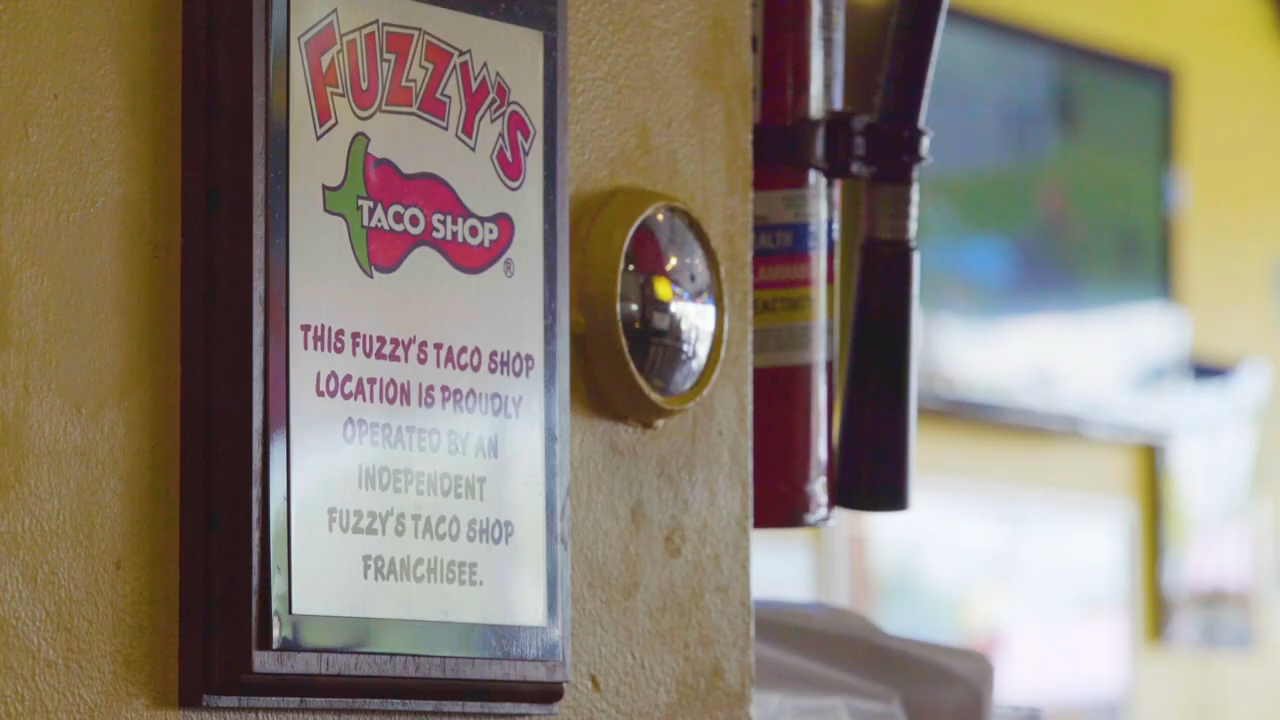 FUZZY'S
TACO SHOP
®
THIS FUZZY'S TACO SHOP
LOCATION IS PROUDLY
OPERATED BY AN
INDEPENDENT
FUZZY'S TACO SHOP
FRANCHISEE.